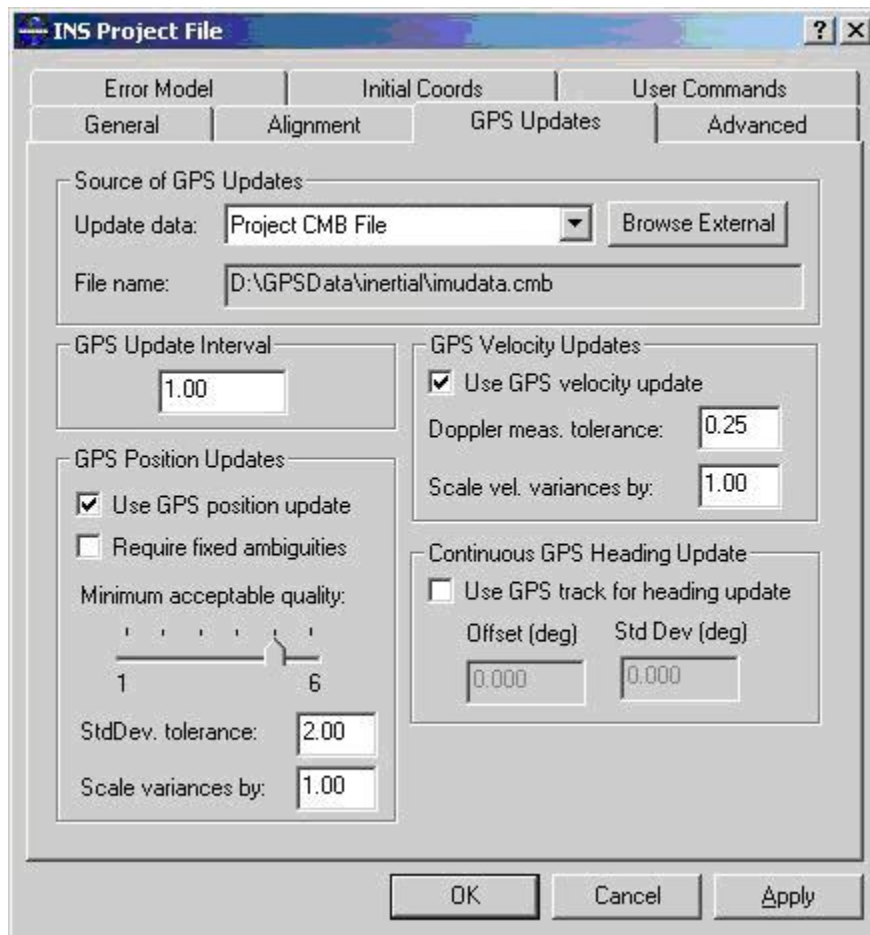 INS Project File
Error Model Initial Coords User Commands
General Alignment GPS Updates Advanced
Source of GPS Updates
Update data: Project CMB File Browse External
File name: D:\GPSData\inertial\imudata.cmb
GPS Update Interval
1.00
GPS Position Updates
Use GPS position update
Require fixed ambiguities
Minimum acceptable quality:
1 6
StdDev. tolerance: 2.00
Scale variances by: 1.00
GPS Velocity Updates
Use GPS velocity update
Doppler meas. tolerance: 0.25
Scale vel. variances by: 1.00
Continuous GPS Heading Update
Use GPS track for heading update
Offset (deg) Std Dev (deg)
0.000 0.000
OK Cancel Apply